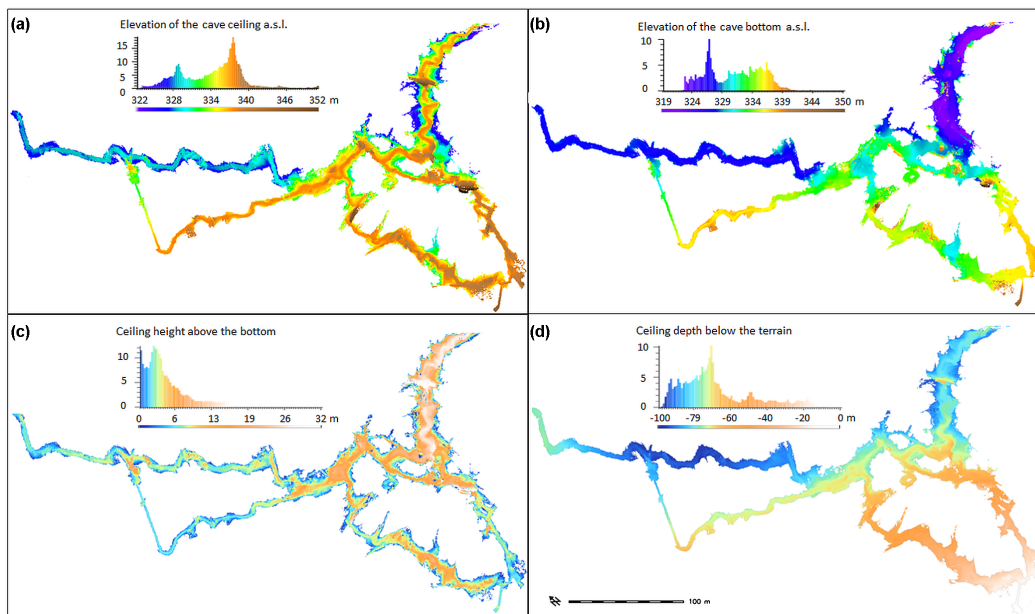 (a)
Elevation of the cave ceiling a.s.l.
15
10
5
0
322 328 334 340 346 352 m
(b)
Elevation of the cave bottom a.s.l.
10
5
0
319 324 329 334 339 344 350 m
(c)
Ceiling height above the bottom
10
5
0
0 6 13 19 26 32 m
(d)
Ceiling depth below the terrain
10
5
0
-100 -79 -60 -40 -20 0 m
N
100 m